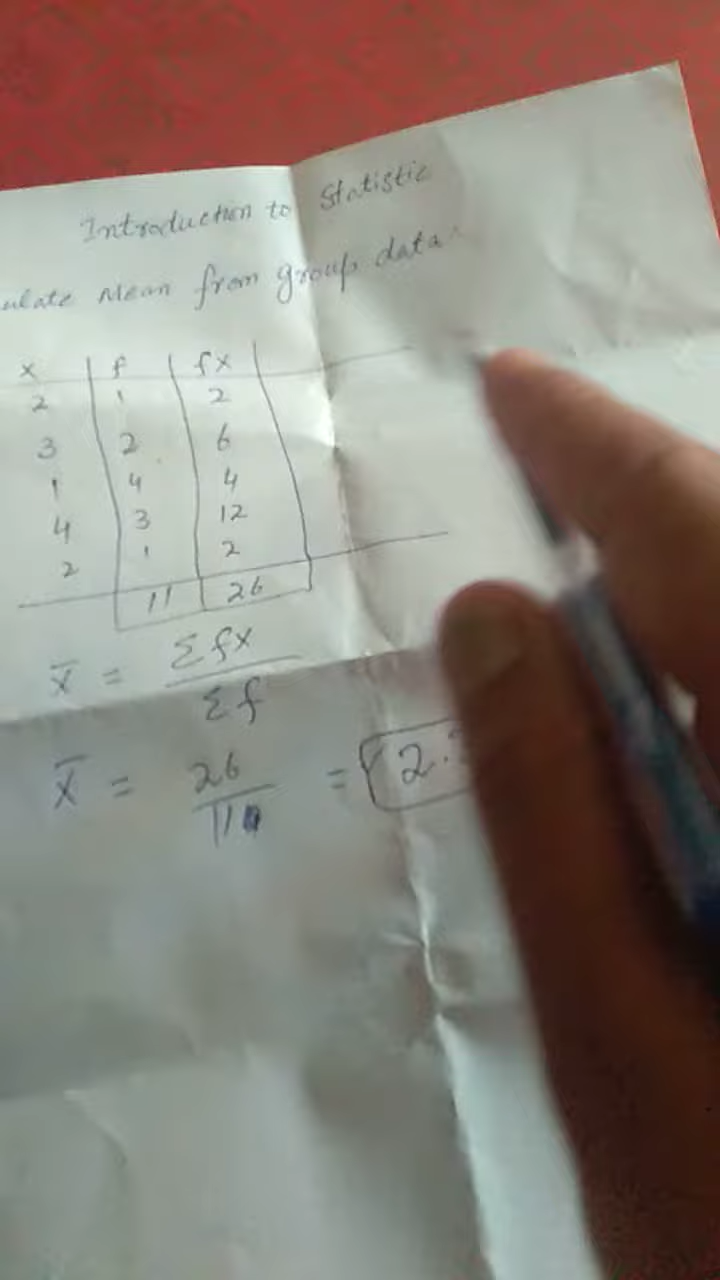 Introduction to Statistic
ulate Mean from group data
x f fx
2 1 2
3 2 6
1 4 4
4 3 12
2 1 2
11 26
x̄ = Σfx / Σf
x̄ = 26 / 11 = 2.